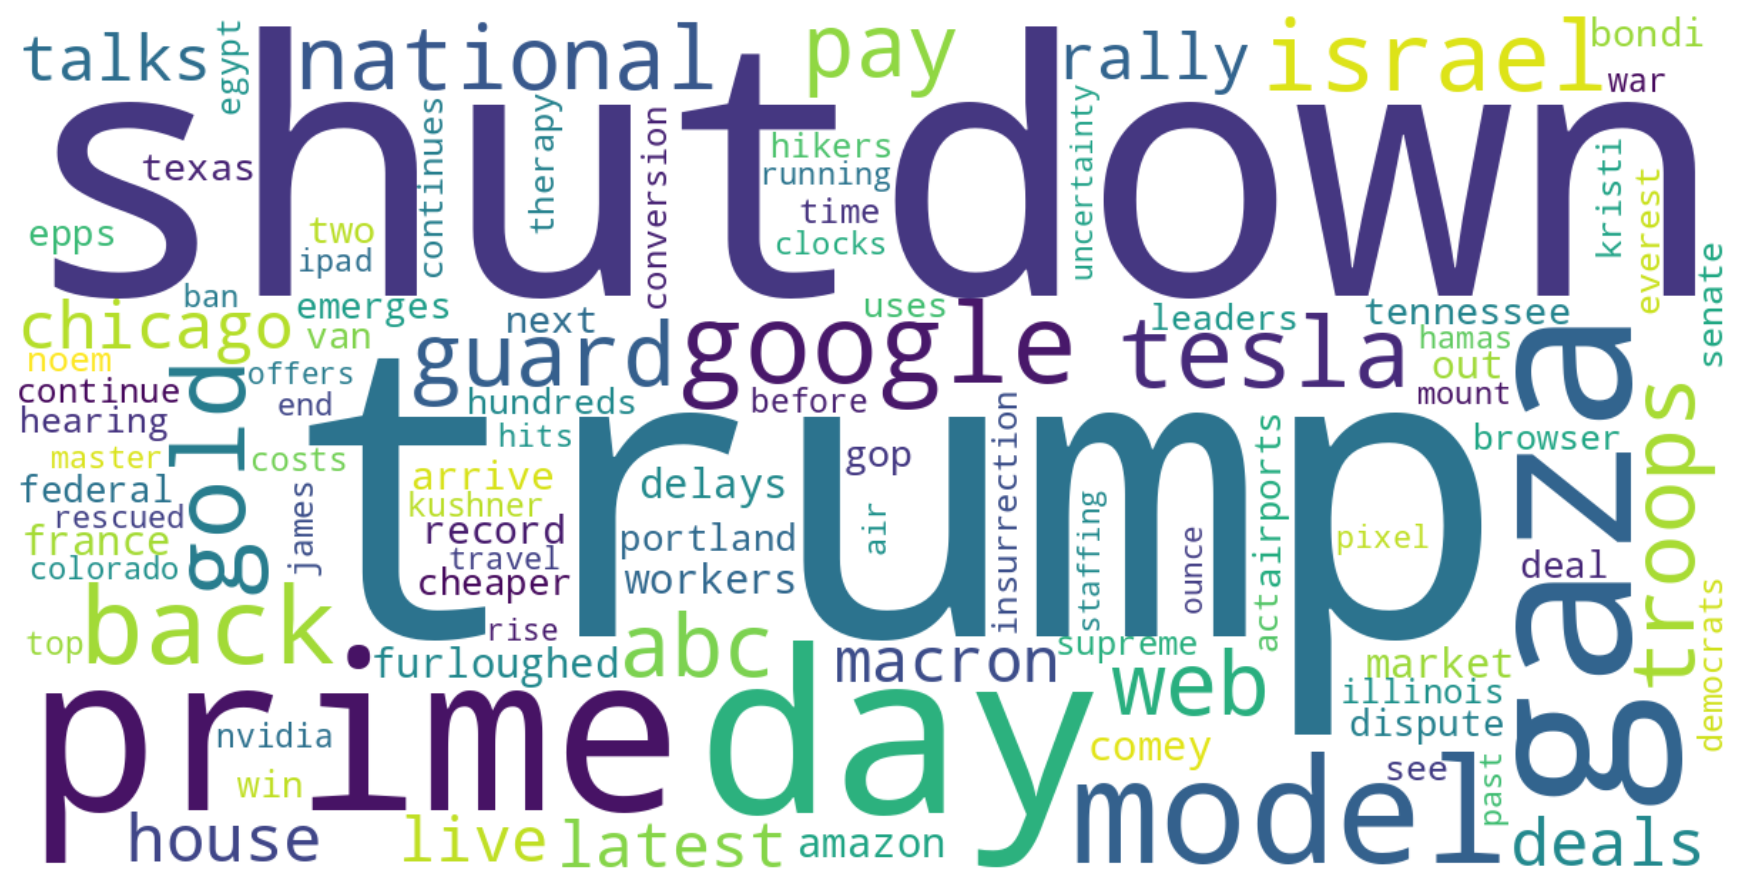 talks
egypt
national
pay
rally
israel
bondi
war
shutdown
texas
continues
therapy
conversion
hikers
running
time
clocks
uncertainty
kristi
everest
senate
epps
two
ipad
ban
emerges
chicago
van
next
uses
leaders
tennessee
noem
guard
google
tesla
hamas
out
mount
gaza
continue
offers
gold
end
hundreds
before
hearing
hits
insurrection
trump
gop
actairports
browser
troops
master
costs
arrive
delays
federal
kushner
james
record
rescued
portland
air
staffing
ounce
pixel
france
travel
deal
colorado
cheaper
workers
democrats
back
rise
abc
supreme
top
furloughed
macron
web
market
illinois
prime
day
dispute
nvidia
comey
win
model
see
past
house
live
latest
amazon
deals